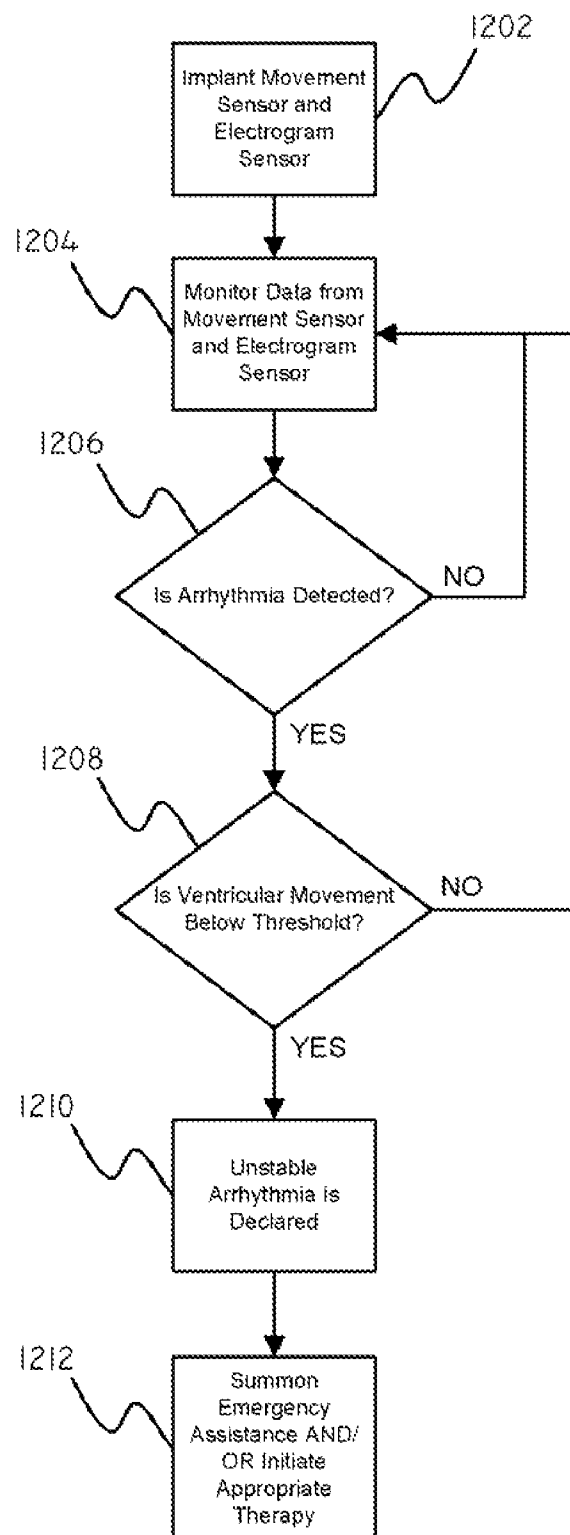 1202
Implant Movement
Sensor and
Electrogram
Sensor
1204
Monitor Data from
Movement Sensor
and Electrogram
Sensor
1206
Is Arrhythmia Detected?
NO
YES
1208
Is Ventricular Movement
Below Threshold?
NO
YES
1210
Unstable
Arrhythmia is
Declared
1212
Summon
Emergency
Assistance AND/
OR Initiate
Appropriate
Therapy